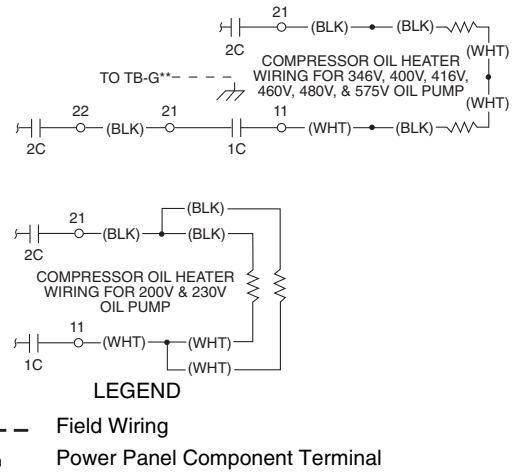 21
(BLK) (BLK)
2C
(WHT)
COMPRESSOR OIL HEATER
WIRING FOR 346V, 400V, 416V,
460V, 480V, & 575V OIL PUMP
TO TB-G**
(WHT)
22 21 11
(BLK) (WHT) (BLK)
2C 1C
(BLK)
21
(BLK) (BLK)
2C
COMPRESSOR OIL HEATER
WIRING FOR 200V & 230V
OIL PUMP
11
(WHT) (WHT)
1C
(WHT)
LEGEND
Field Wiring
Power Panel Component Terminal